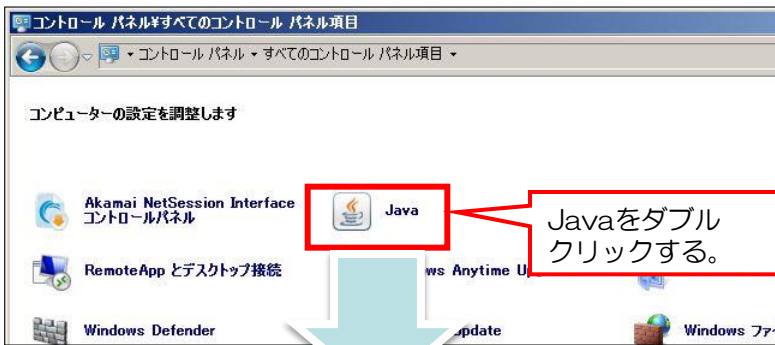 コントロール パネル¥すべてのコントロール パネル項目
コントロール パネル ▾ すべてのコントロール パネル項目 ▾
コンピューターの設定を調整します
Akamai NetSession Interface
コントロールパネル
Java
Javaをダブル
クリックする。
RemoteApp とデスクトップ接続
ws Anytime U
Windows Defender
pdate
Windows ファ